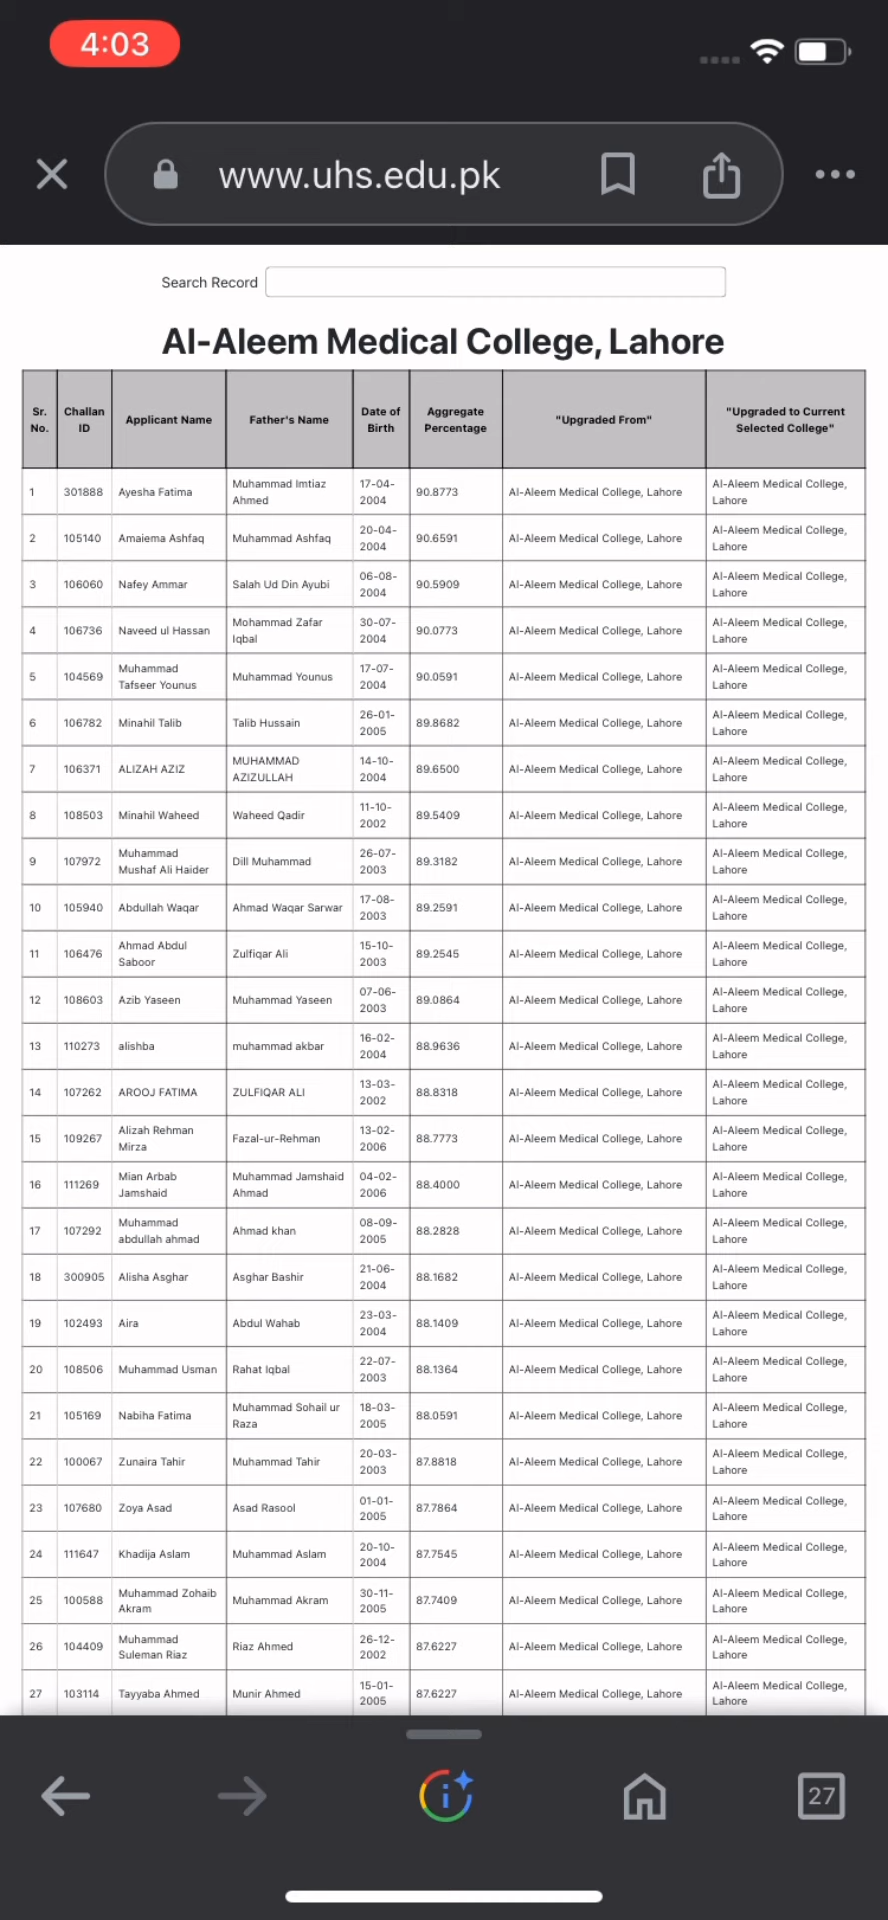 4:03
www.uhs.edu.pk
Search Record
Al-Aleem Medical College, Lahore
Sr. No. Challan ID Applicant Name Father's Name Date of Birth Aggregate Percentage "Upgraded From" "Upgraded to Current Selected College"
1 301888 Ayesha Fatima Muhammad Imtiaz Ahmed 17-04-2004 90.8773 Al-Aleem Medical College, Lahore Al-Aleem Medical College, Lahore
2 105140 Amaiema Ashfaq Muhammad Ashfaq 20-04-2004 90.6591 Al-Aleem Medical College, Lahore Al-Aleem Medical College, Lahore
3 106060 Nafey Ammar Salah Ud Din Ayubi 06-08-2004 90.5909 Al-Aleem Medical College, Lahore Al-Aleem Medical College, Lahore
4 106736 Naveed ul Hassan Mohammad Zafar Iqbal 30-07-2004 90.0773 Al-Aleem Medical College, Lahore Al-Aleem Medical College, Lahore
5 104569 Muhammad Tafseer Younus Muhammad Younus 17-07-2004 90.0591 Al-Aleem Medical College, Lahore Al-Aleem Medical College, Lahore
6 106782 Minahil Talib Talib Hussain 26-01-2005 89.8682 Al-Aleem Medical College, Lahore Al-Aleem Medical College, Lahore
7 106371 ALIZAH AZIZ MUHAMMAD AZIZULLAH 14-10-2004 89.6500 Al-Aleem Medical College, Lahore Al-Aleem Medical College, Lahore
8 108503 Minahil Waheed Waheed Qadir 11-10-2002 89.5409 Al-Aleem Medical College, Lahore Al-Aleem Medical College, Lahore
9 107972 Muhammad Mushaf Ali Haider Dill Muhammad 26-07-2003 89.3182 Al-Aleem Medical College, Lahore Al-Aleem Medical College, Lahore
10 105940 Abdullah Waqar Ahmad Waqar Sarwar 17-08-2003 89.2591 Al-Aleem Medical College, Lahore Al-Aleem Medical College, Lahore
11 106476 Ahmad Abdul Saboor Zulfiqar Ali 15-10-2003 89.2545 Al-Aleem Medical College, Lahore Al-Aleem Medical College, Lahore
12 108603 Azib Yaseen Muhammad Yaseen 07-06-2003 89.0864 Al-Aleem Medical College, Lahore Al-Aleem Medical College, Lahore
13 110273 alishba muhammad akbar 16-02-2004 88.9636 Al-Aleem Medical College, Lahore Al-Aleem Medical College, Lahore
14 107262 AROOJ FATIMA ZULFIQAR ALI 13-03-2002 88.8318 Al-Aleem Medical College, Lahore Al-Aleem Medical College, Lahore
15 109267 Alizah Rehman Mirza Fazal-ur-Rehman 13-02-2006 88.7773 Al-Aleem Medical College, Lahore Al-Aleem Medical College, Lahore
16 111269 Mian Arbab Jamshaid Muhammad Jamshaid Ahmad 04-02-2006 88.4000 Al-Aleem Medical College, Lahore Al-Aleem Medical College, Lahore
17 107292 Muhammad abdullah ahmad Ahmad khan 08-09-2005 88.2828 Al-Aleem Medical College, Lahore Al-Aleem Medical College, Lahore
18 300905 Alisha Asghar Asghar Bashir 21-06-2004 88.1682 Al-Aleem Medical College, Lahore Al-Aleem Medical College, Lahore
19 102493 Aira Abdul Wahab 23-03-2004 88.1409 Al-Aleem Medical College, Lahore Al-Aleem Medical College, Lahore
20 108506 Muhammad Usman Rahat Iqbal 22-07-2003 88.1364 Al-Aleem Medical College, Lahore Al-Aleem Medical College, Lahore
21 105169 Nabiha Fatima Muhammad Sohail ur Raza 18-03-2005 88.0591 Al-Aleem Medical College, Lahore Al-Aleem Medical College, Lahore
22 100067 Zunaira Tahir Muhammad Tahir 20-03-2003 87.8818 Al-Aleem Medical College, Lahore Al-Aleem Medical College, Lahore
23 107680 Zoya Asad Asad Rasool 01-01-2005 87.7864 Al-Aleem Medical College, Lahore Al-Aleem Medical College, Lahore
24 111647 Khadija Aslam Muhammad Aslam 20-10-2004 87.7545 Al-Aleem Medical College, Lahore Al-Aleem Medical College, Lahore
25 100588 Muhammad Zohaib Akram Muhammad Akram 30-11-2005 87.7409 Al-Aleem Medical College, Lahore Al-Aleem Medical College, Lahore
26 104409 Muhammad Suleman Riaz Riaz Ahmed 26-12-2002 87.6227 Al-Aleem Medical College, Lahore Al-Aleem Medical College, Lahore
27 103114 Tayyaba Ahmed Munir Ahmed 15-01-2005 87.6227 Al-Aleem Medical College, Lahore Al-Aleem Medical College, Lahore
27